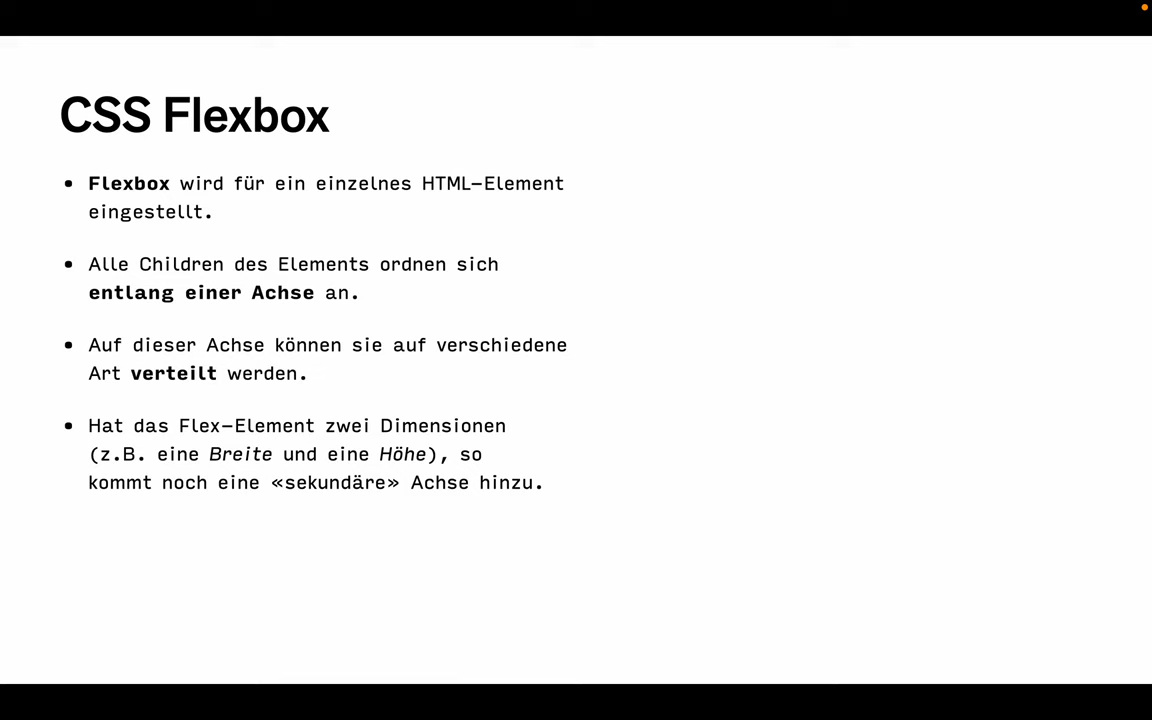 CSS Flexbox
• Flexbox wird für ein einzelnes HTML-Element
eingestellt.
• Alle Children des Elements ordnen sich
entlang einer Achse an.
• Auf dieser Achse können sie auf verschiedene
Art verteilt werden.
• Hat das Flex-Element zwei Dimensionen
(z.B. eine Breite und eine Höhe), so
kommt noch eine «sekundäre» Achse hinzu.